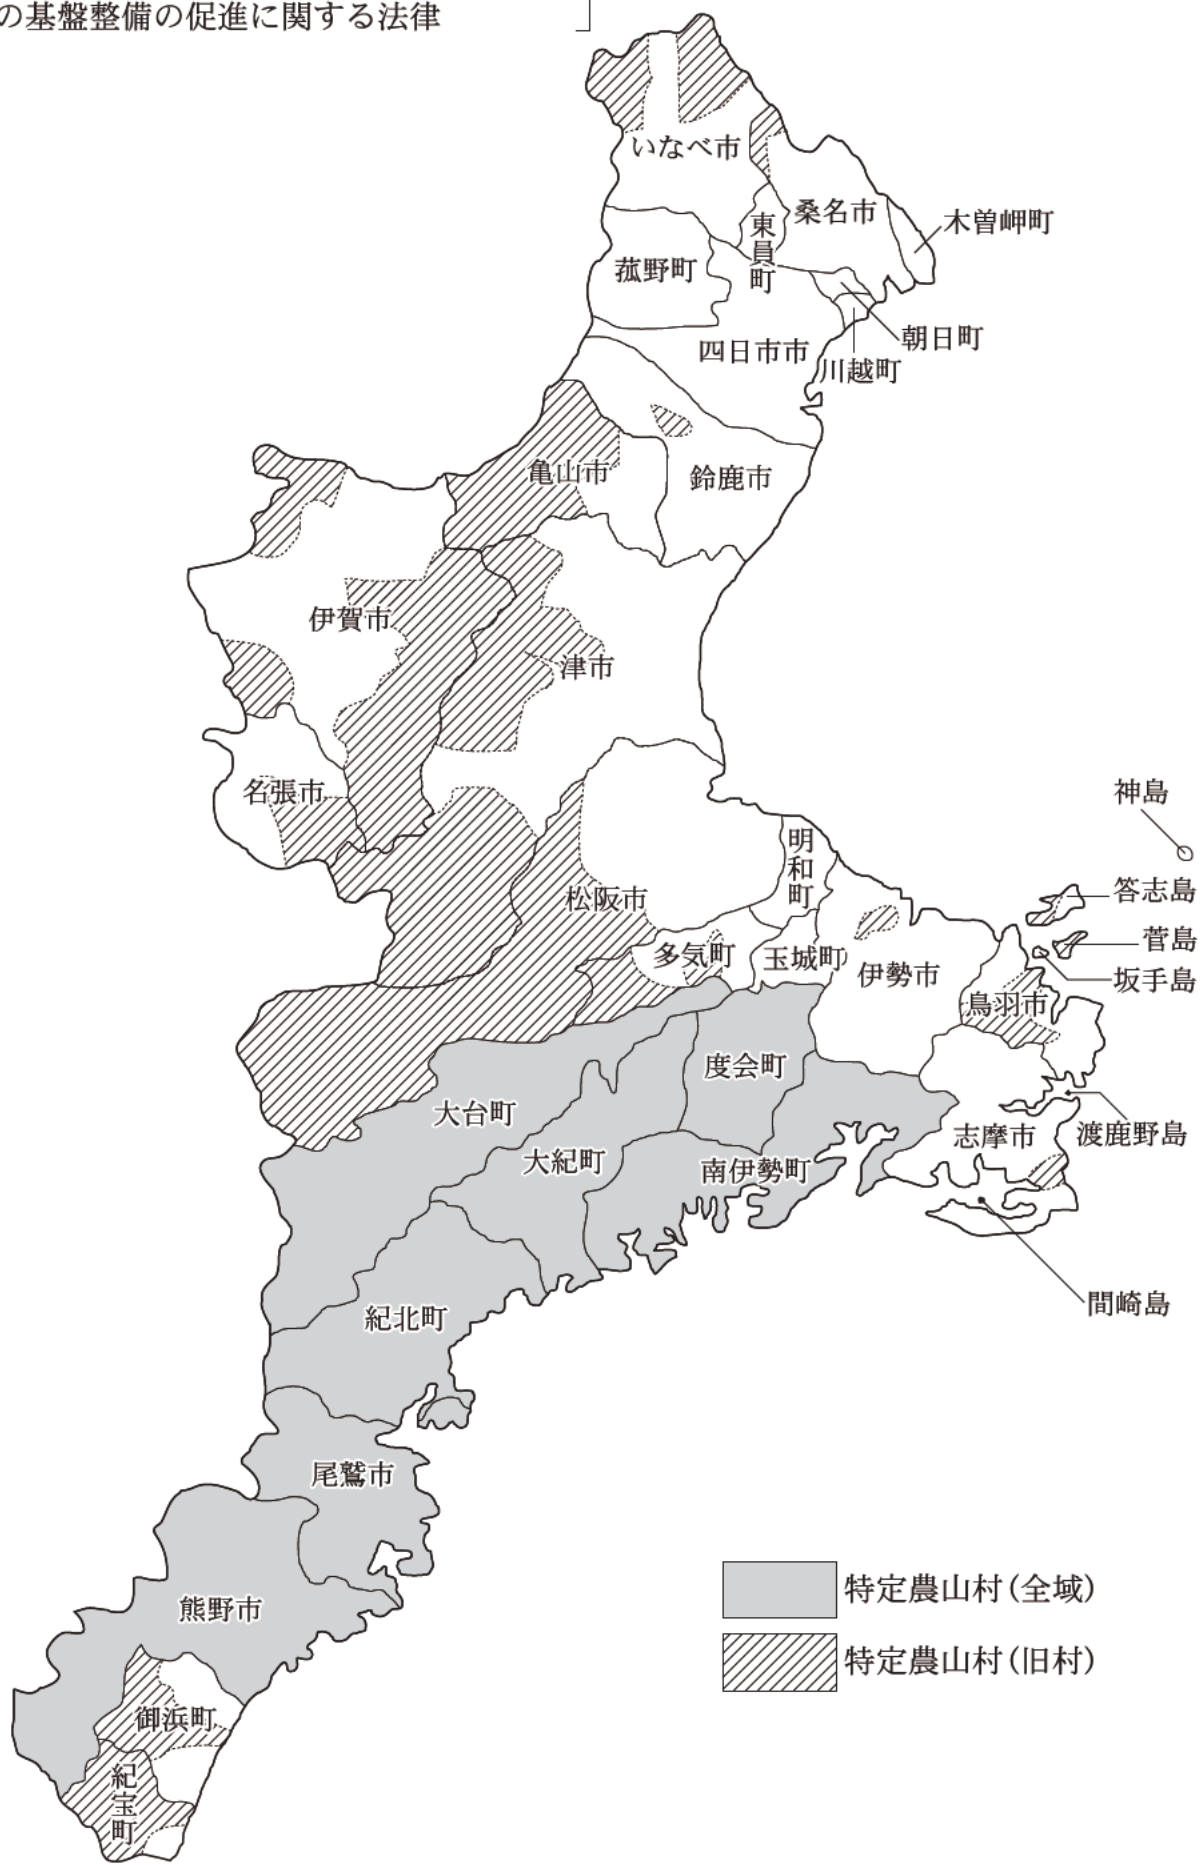 の基盤整備の促進に関する法律
いなべ市
桑名市
木曽岬町
東員町
菰野町
朝日町
四日市市
川越町
亀山市
鈴鹿市
伊賀市
津市
名張市
神島
明和町
答志島
松阪市
菅島
多気町
玉城町
伊勢市
坂手島
鳥羽市
度会町
大台町
志摩市
渡鹿野島
大紀町
南伊勢町
間崎島
紀北町
尾鷲市
特定農山村(全域)
熊野市
特定農山村(旧村)
御浜町
紀宝町